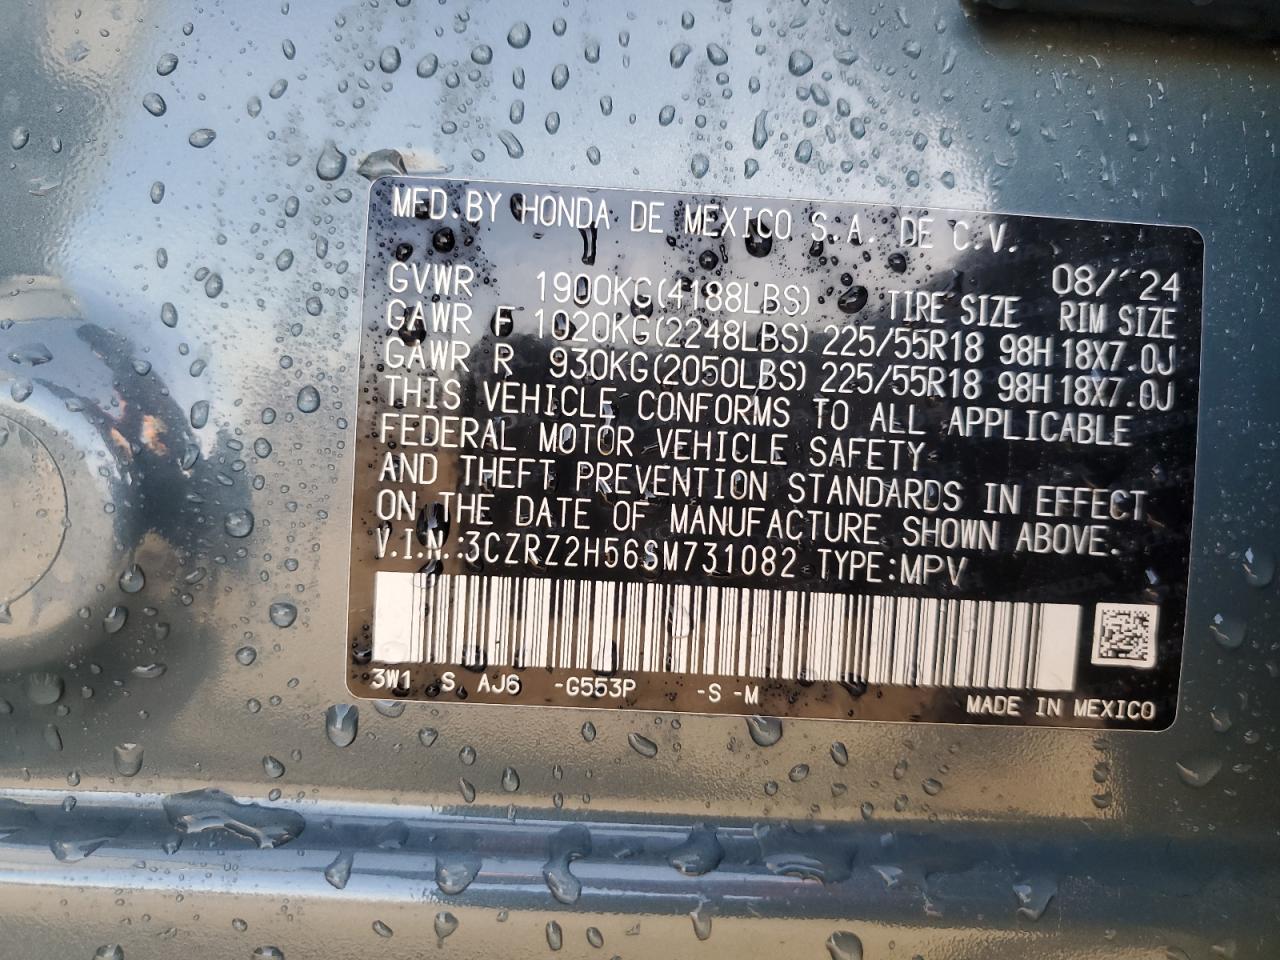 MFD.BY HONDA DE MEXICO S.A. DE C.V.
08/'24
GVWR 1900KG(4188LBS) TIRE SIZE RIM SIZE
GAWR F 1020KG(2248LBS) 225/55R18 98H 18X7.0J
GAWR R 930KG(2050LBS) 225/55R18 98H 18X7.0J
THIS VEHICLE CONFORMS TO ALL APPLICABLE
FEDERAL MOTOR VEHICLE SAFETY
AND THEFT PREVENTION STANDARDS IN EFFECT
ON THE DATE OF MANUFACTURE SHOWN ABOVE.
V.I.N.:3CZRZ2H56SM731082 TYPE:MPV
3W1 S AJ6 -G553P -S -M
MADE IN MEXICO